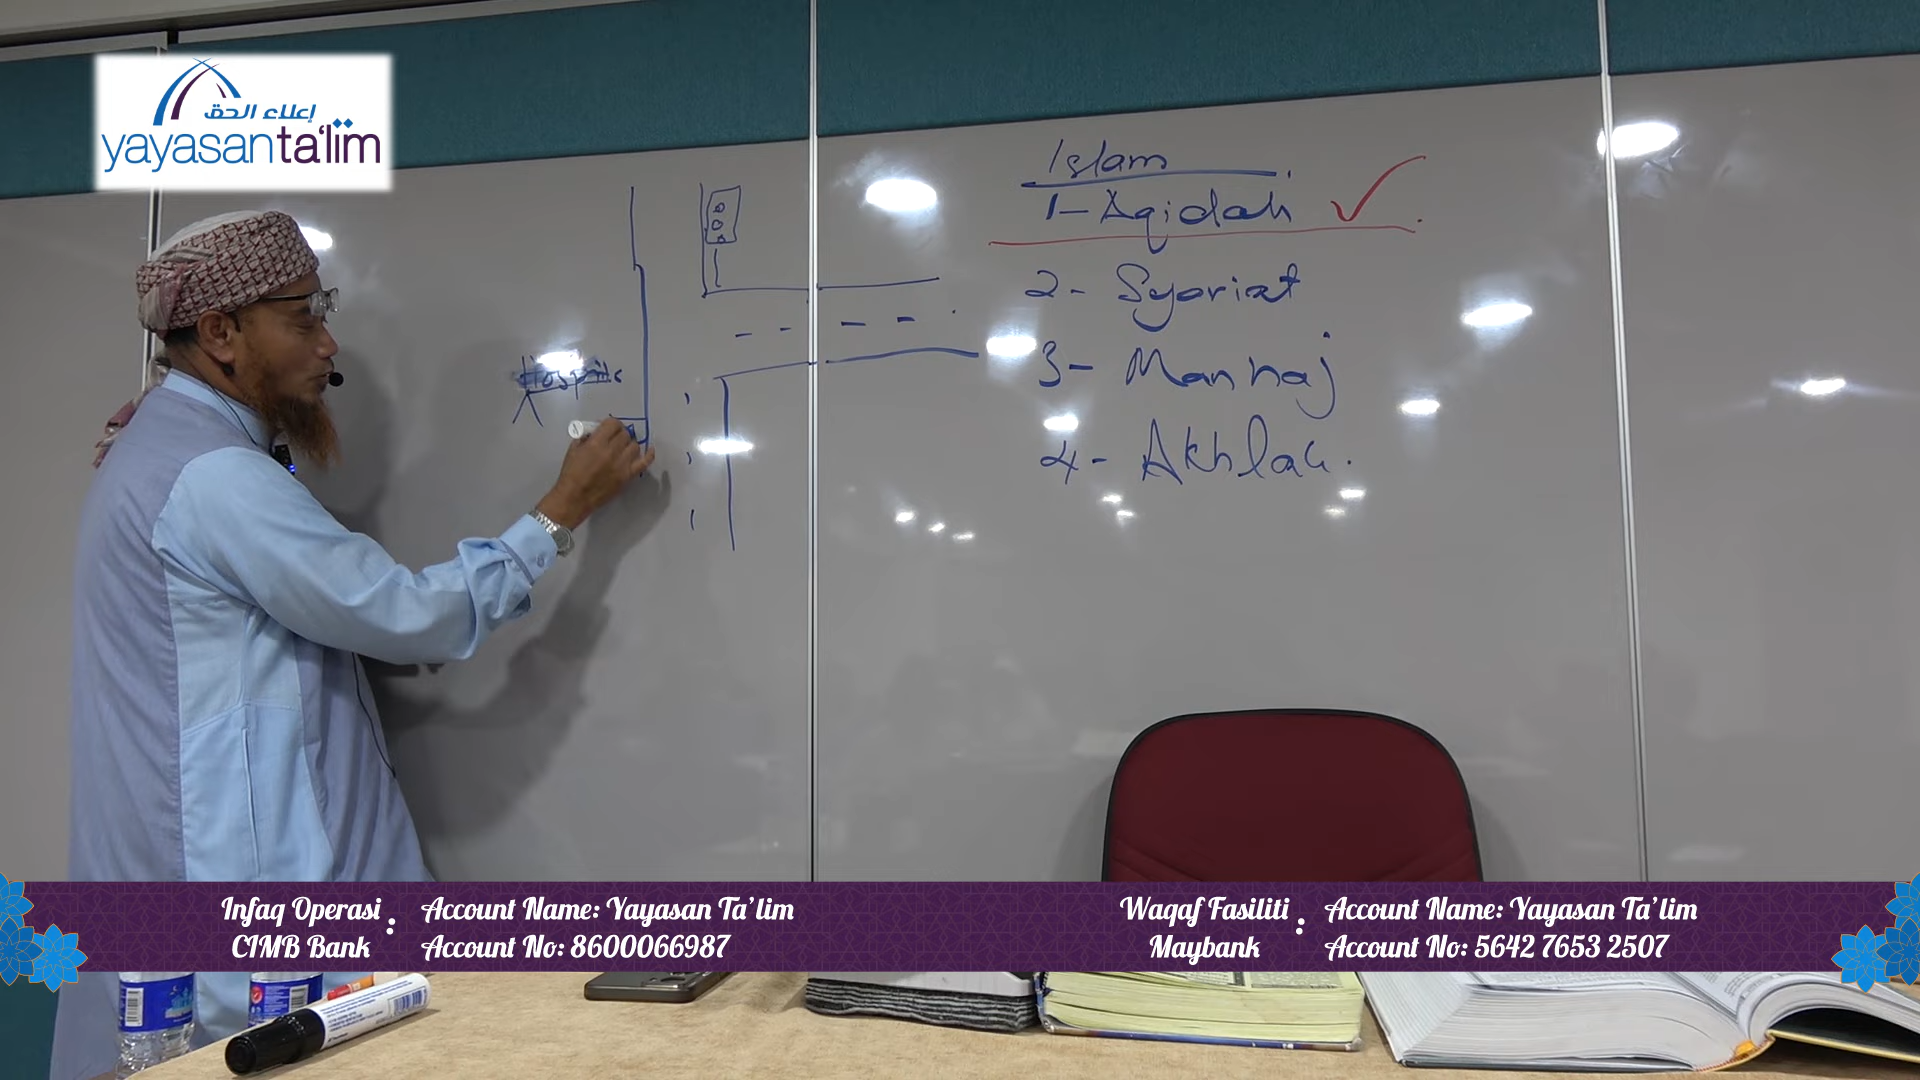 إعلاء الحق
yayasanta'lim
Islam
1- Aqidah ✓
2- Syariat
3- Manhaj
4- Akhlak.
Infaq Operasi : Account Name: Yayasan Ta'lim
CIMB Bank Account No: 8600066987
Waqaf Fasiliti : Account Name: Yayasan Ta'lim
Maybank Account No: 5642 7653 2507